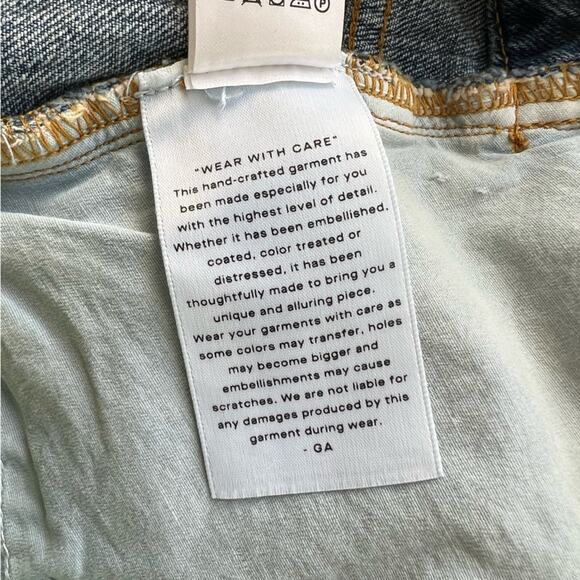 P
"WEAR WITH CARE"
This hand-crafted garment has
been made especially for you
with the highest level of detail.
Whether it has been embellished,
coated, color treated or
distressed, it has been
thoughtfully made to bring you a
unique and alluring piece.
Wear your garments with care as
some colors may transfer, holes
may become bigger and
embellishments may cause
scratches. We are not liable for
any damages produced by this
garment during wear.
- GA